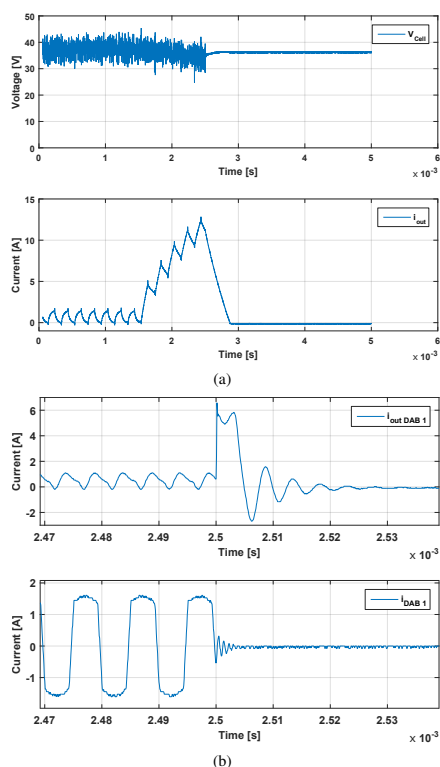 50
40
30
20
10
0
Voltage [V]
V_Cell
0 1 2 3 4 5 6
Time [s]
× 10^-3
15
10
5
0
Current [A]
i_out
0 1 2 3 4 5 6
Time [s]
× 10^-3
(a)
6
4
2
0
-2
Current [A]
i_out DAB 1
2.47 2.48 2.49 2.5 2.51 2.52 2.53
Time [s]
× 10^-3
2
1
0
-1
Current [A]
i_DAB 1
2.47 2.48 2.49 2.5 2.51 2.52 2.53
Time [s]
× 10^-3
(b)